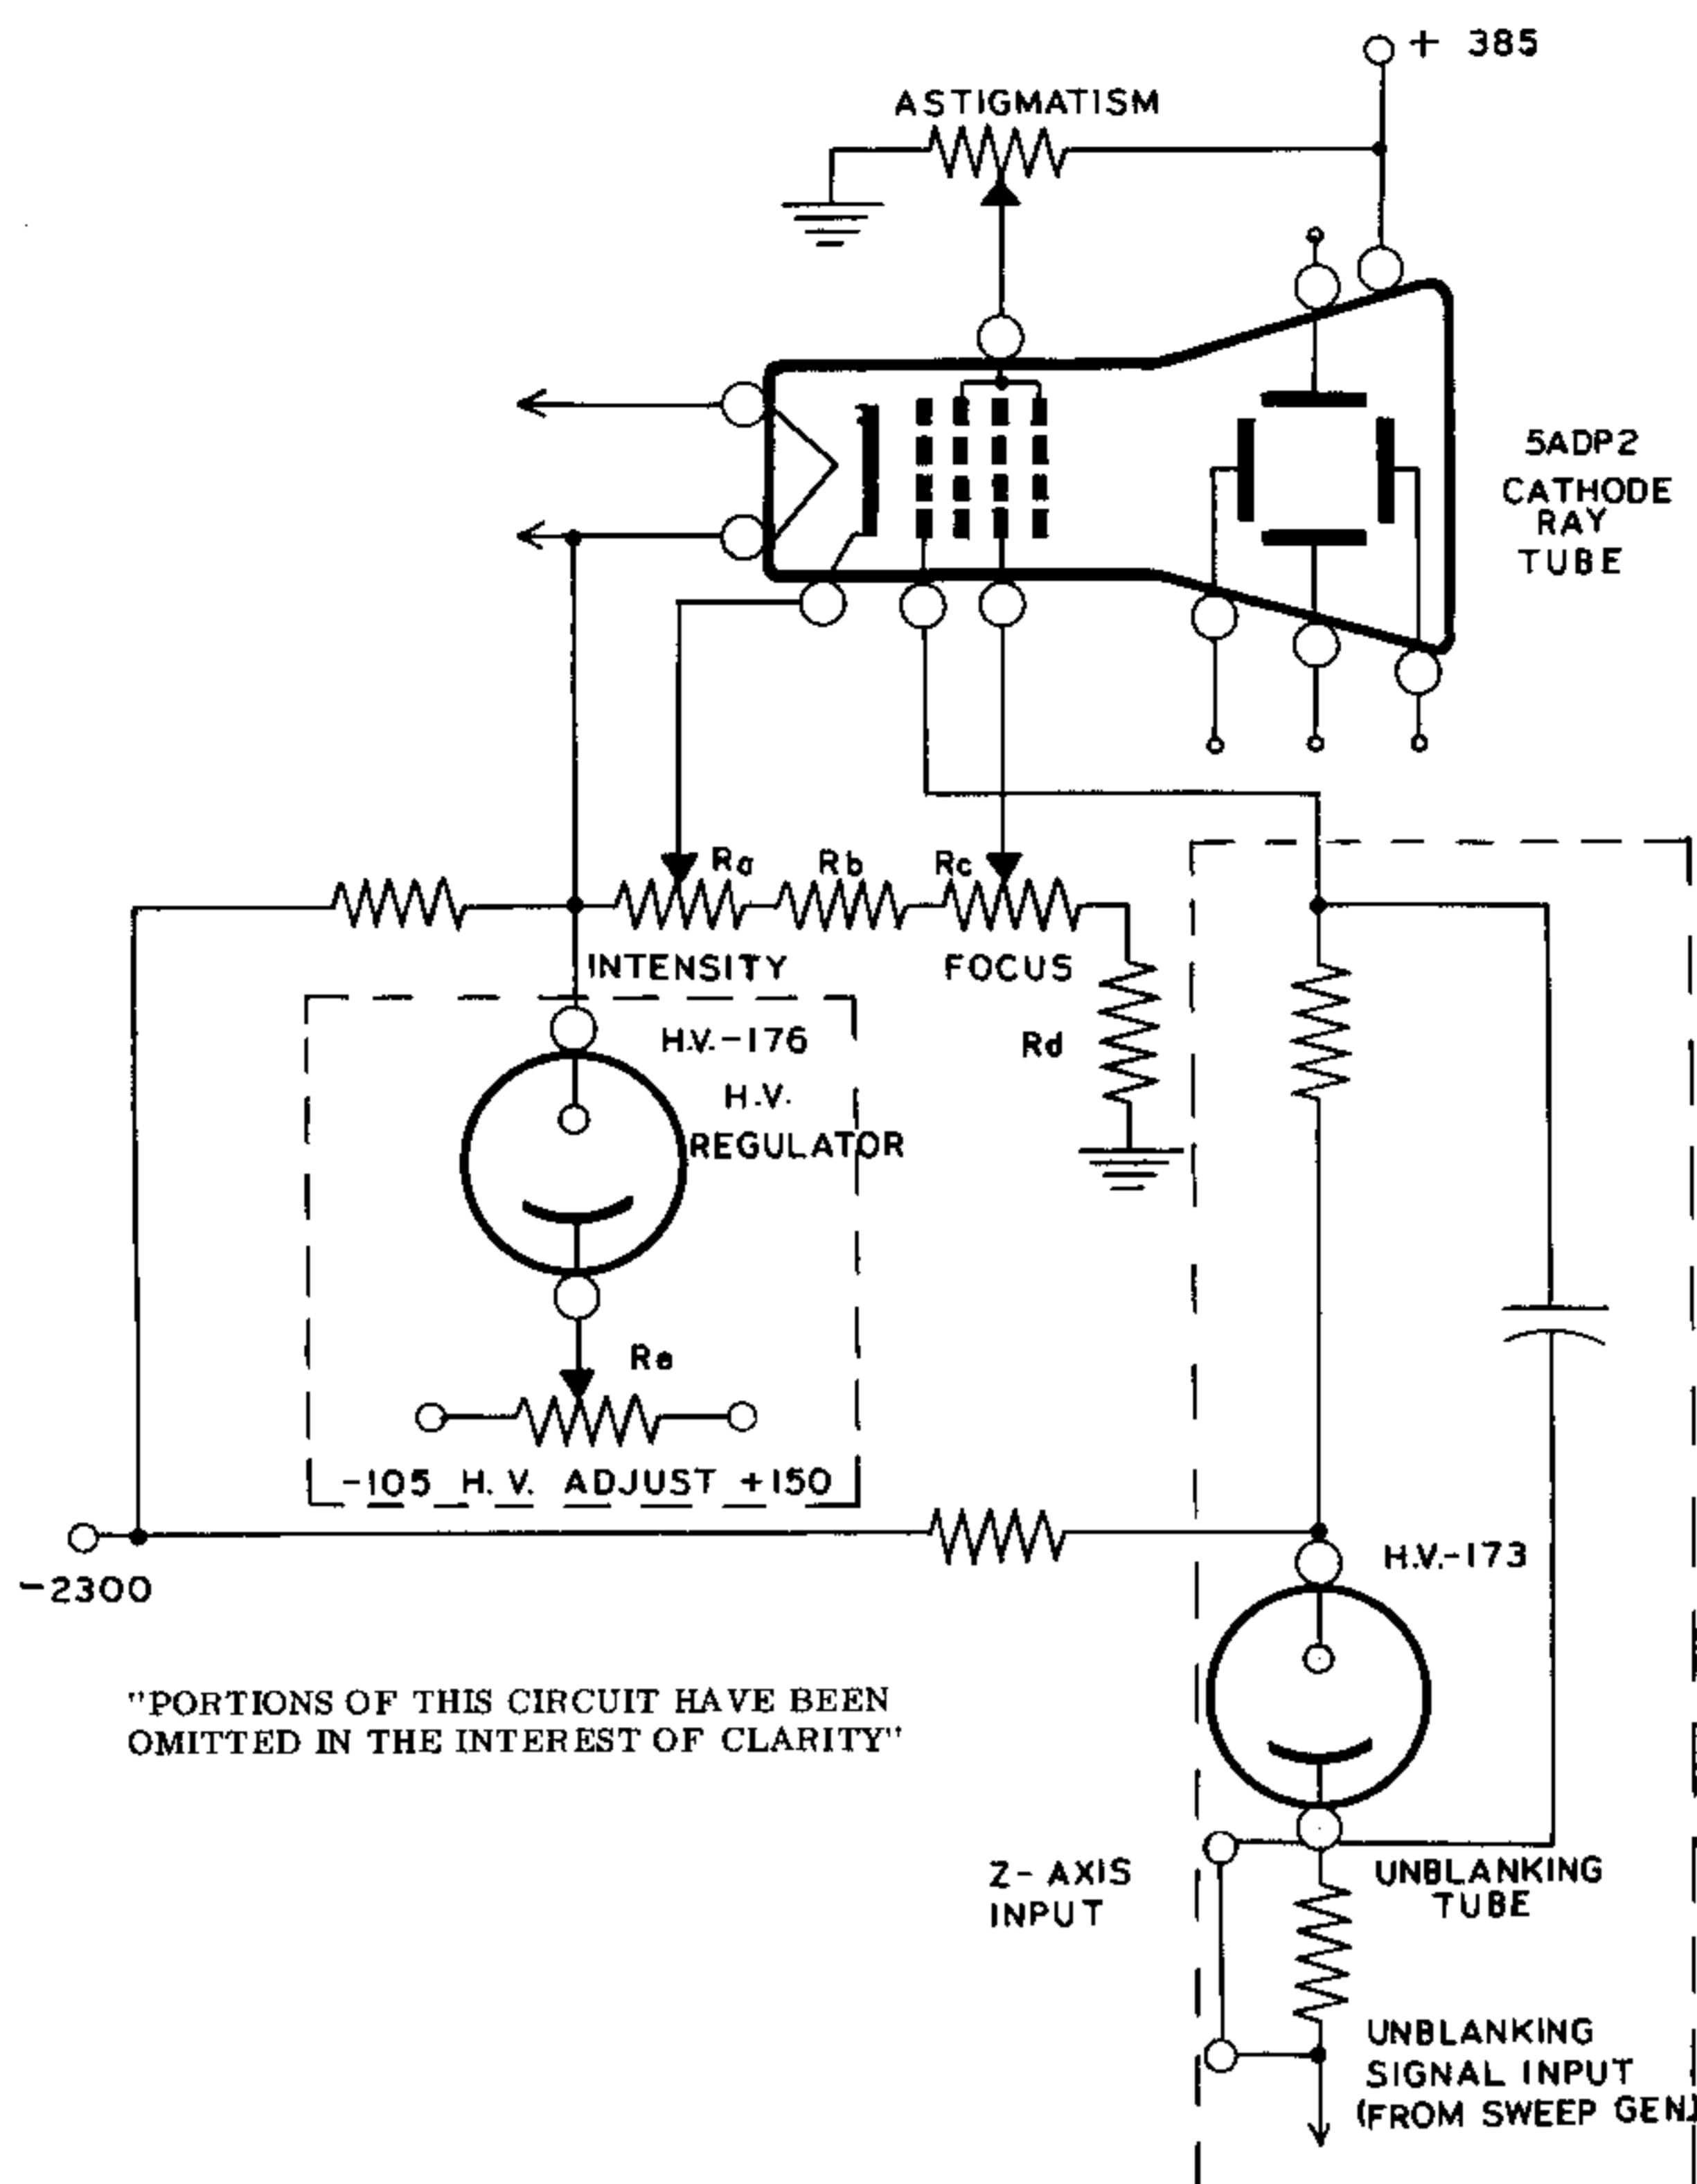 + 385
ASTIGMATISM
5ADP2
CATHODE
RAY
TUBE
Ra
Rb
Rc
INTENSITY
FOCUS
H.V.-176
H.V.
REGULATOR
Rd
Re
-105 H.V. ADJUST +150
-2300
H.V.-173
"PORTIONS OF THIS CIRCUIT HAVE BEEN
OMITTED IN THE INTEREST OF CLARITY"
Z-AXIS
INPUT
UNBLANKING
TUBE
UNBLANKING
SIGNAL INPUT
(FROM SWEEP GEN.)